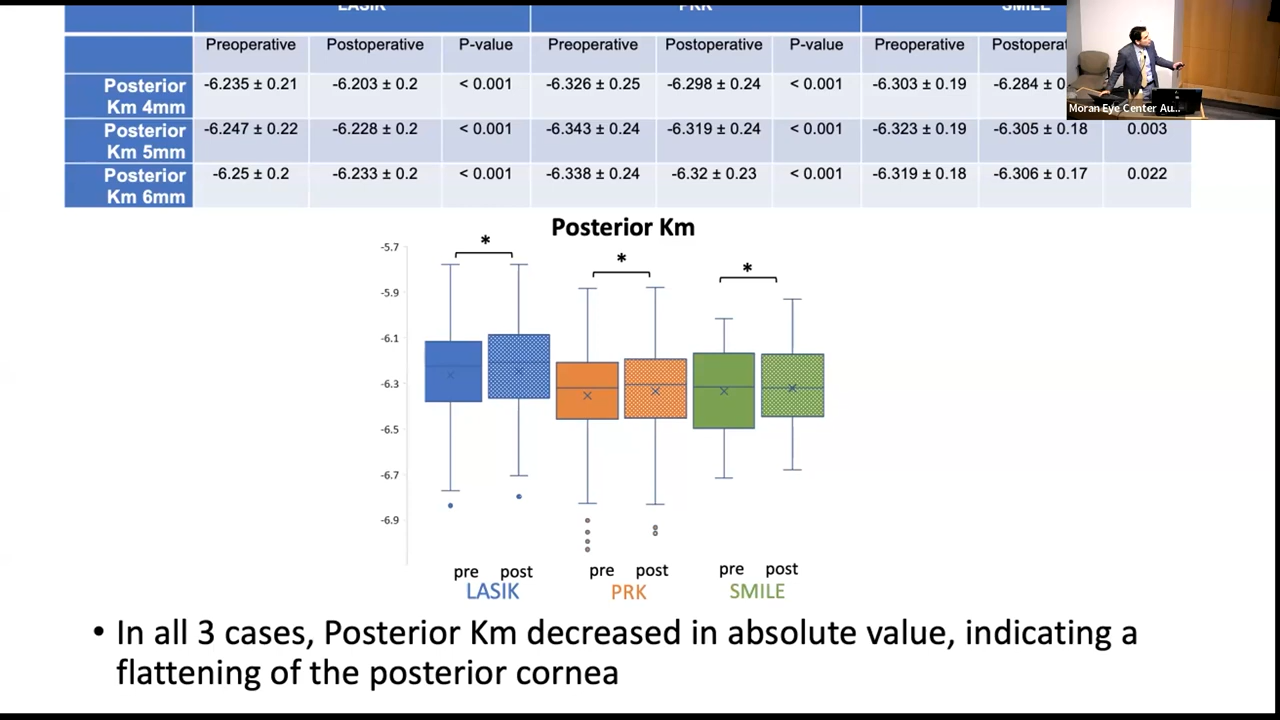 LASIK PRK SMILE
Preoperative Postoperative P-value Preoperative Postoperative P-value Preoperative
Posterior Km 4mm -6.235 ± 0.21 -6.203 ± 0.2 < 0.001 -6.326 ± 0.25 -6.298 ± 0.24 < 0.001 -6.303 ± 0.19 -6.284 ±
Moran Eye Center Au...
Posterior Km 5mm -6.247 ± 0.22 -6.228 ± 0.2 < 0.001 -6.343 ± 0.24 -6.319 ± 0.24 < 0.001 -6.323 ± 0.19 -6.305 ± 0.18 0.003
Posterior Km 6mm -6.25 ± 0.2 -6.233 ± 0.2 < 0.001 -6.338 ± 0.24 -6.32 ± 0.23 < 0.001 -6.319 ± 0.18 -6.306 ± 0.17 0.022
Posterior Km
* * *
-5.7
-5.9
-6.1
-6.3
-6.5
-6.7
-6.9
pre post pre post pre post
LASIK PRK SMILE
• In all 3 cases, Posterior Km decreased in absolute value, indicating a
flattening of the posterior cornea